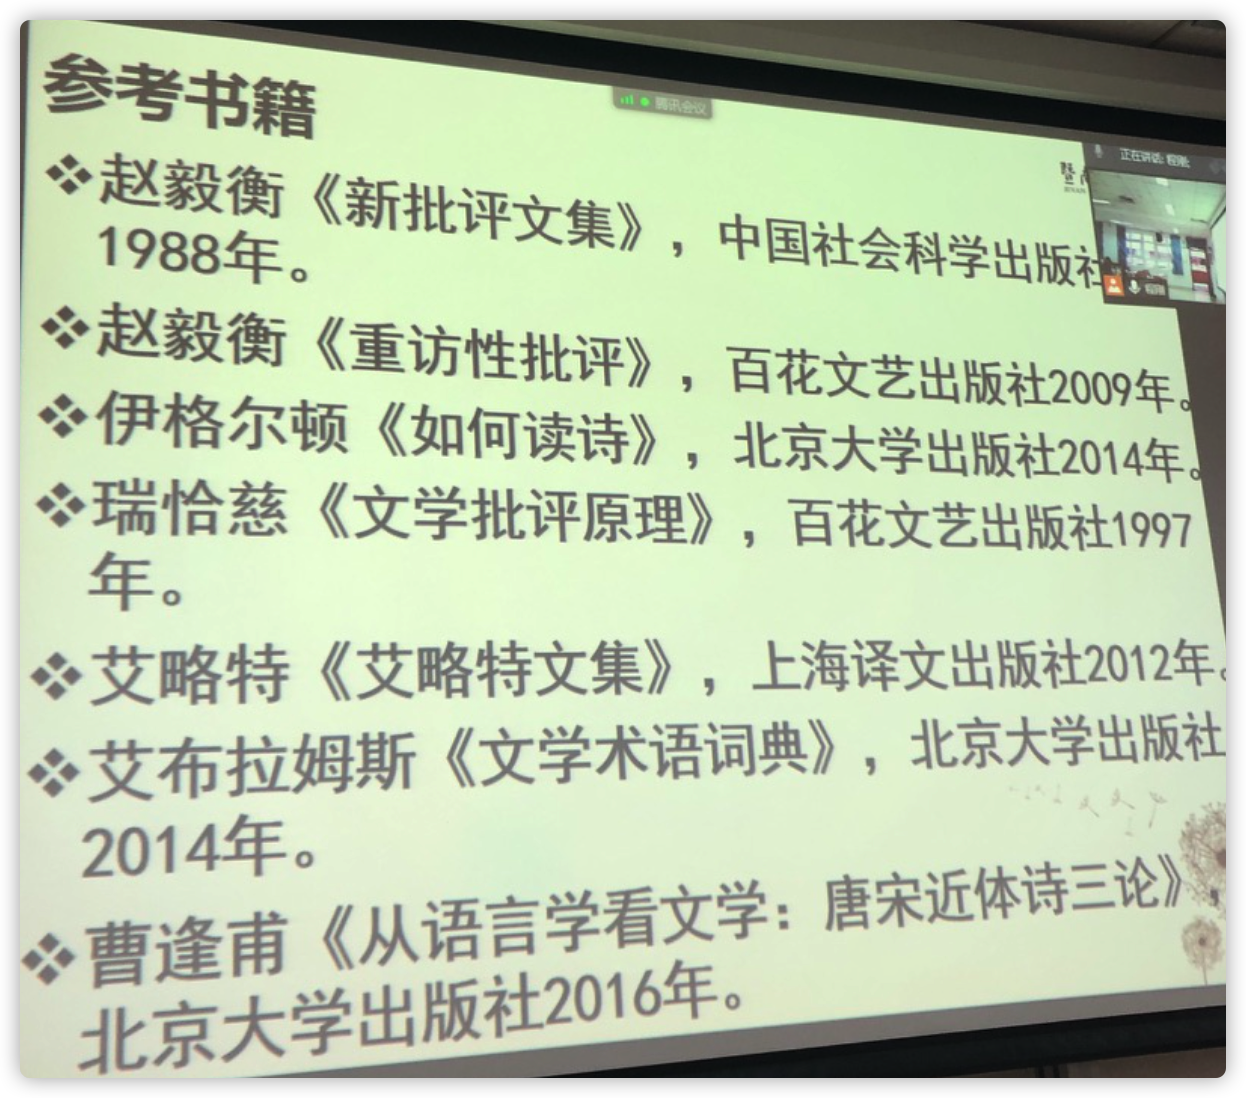 参考书籍
腾讯会议
正在讲话:
暨
❖赵毅衡《新批评文集》，中国社会科学出版社
1988年。
❖赵毅衡《重访性批评》，百花文艺出版社2009年。
❖伊格尔顿《如何读诗》，北京大学出版社2014年。
❖瑞恰慈《文学批评原理》，百花文艺出版社1997
年。
❖艾略特《艾略特文集》，上海译文出版社2012年。
❖艾布拉姆斯《文学术语词典》，北京大学出版社
2014年。
❖曹逢甫《从语言学看文学：唐宋近体诗三论》，
北京大学出版社2016年。